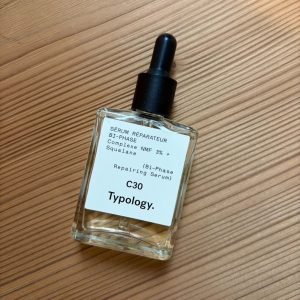 SÉRUM RÉPARATEUR
BI-PHASE
Complexe NMF 3% +
Squalane
(Bi-Phase
Repairing Serum)
C30
Typology.